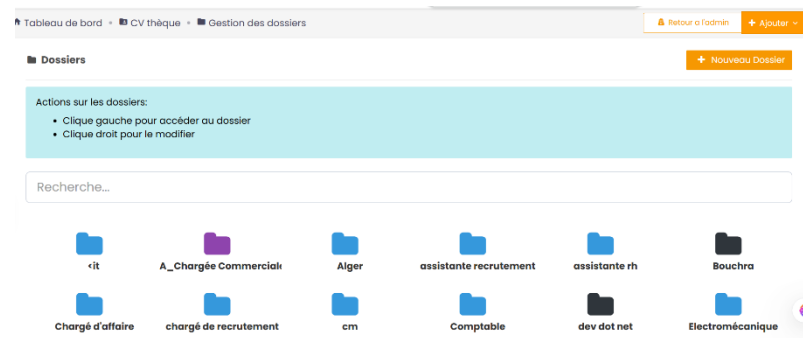 Tableau de bord CV thèque Gestion des dossiers Retour a l'admin + Ajouter
Dossiers + Nouveau Dossier
Actions sur les dossiers:
• Clique gauche pour accéder au dossier
• Clique droit pour le modifier
Recherche...
<it A_Chargée Commerciale Alger assistante recrutement assistante rh Bouchra
Chargé d'affaire chargé de recrutement cm Comptable dev dot net Electromécanique